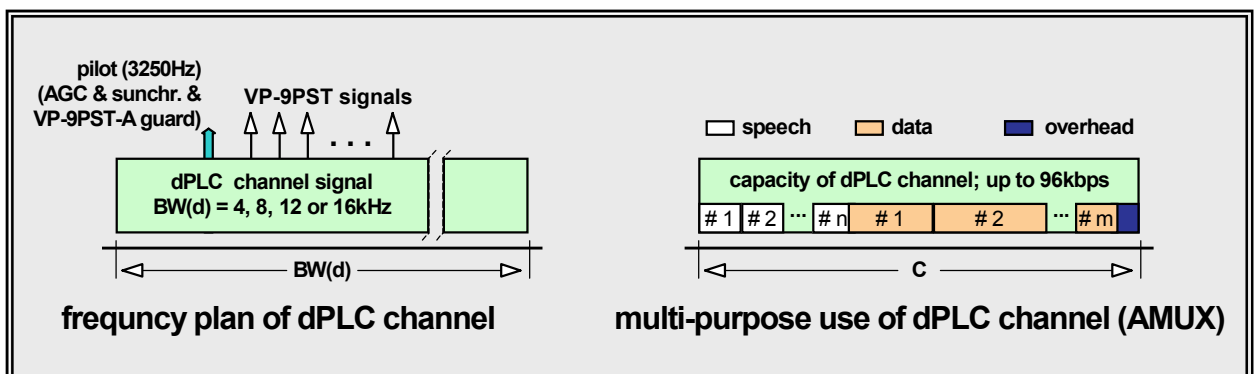 pilot (3250Hz)
(AGC & sunchr. &
VP-9PST-A guard)
VP-9PST signals
. . .
dPLC channel signal
BW(d) = 4, 8, 12 or 16kHz
BW(d)
frequncy plan of dPLC channel
speech data overhead
capacity of dPLC channel; up to 96kbps
# 1 # 2 ... # n # 1 # 2 ... # m
C
multi-purpose use of dPLC channel (AMUX)